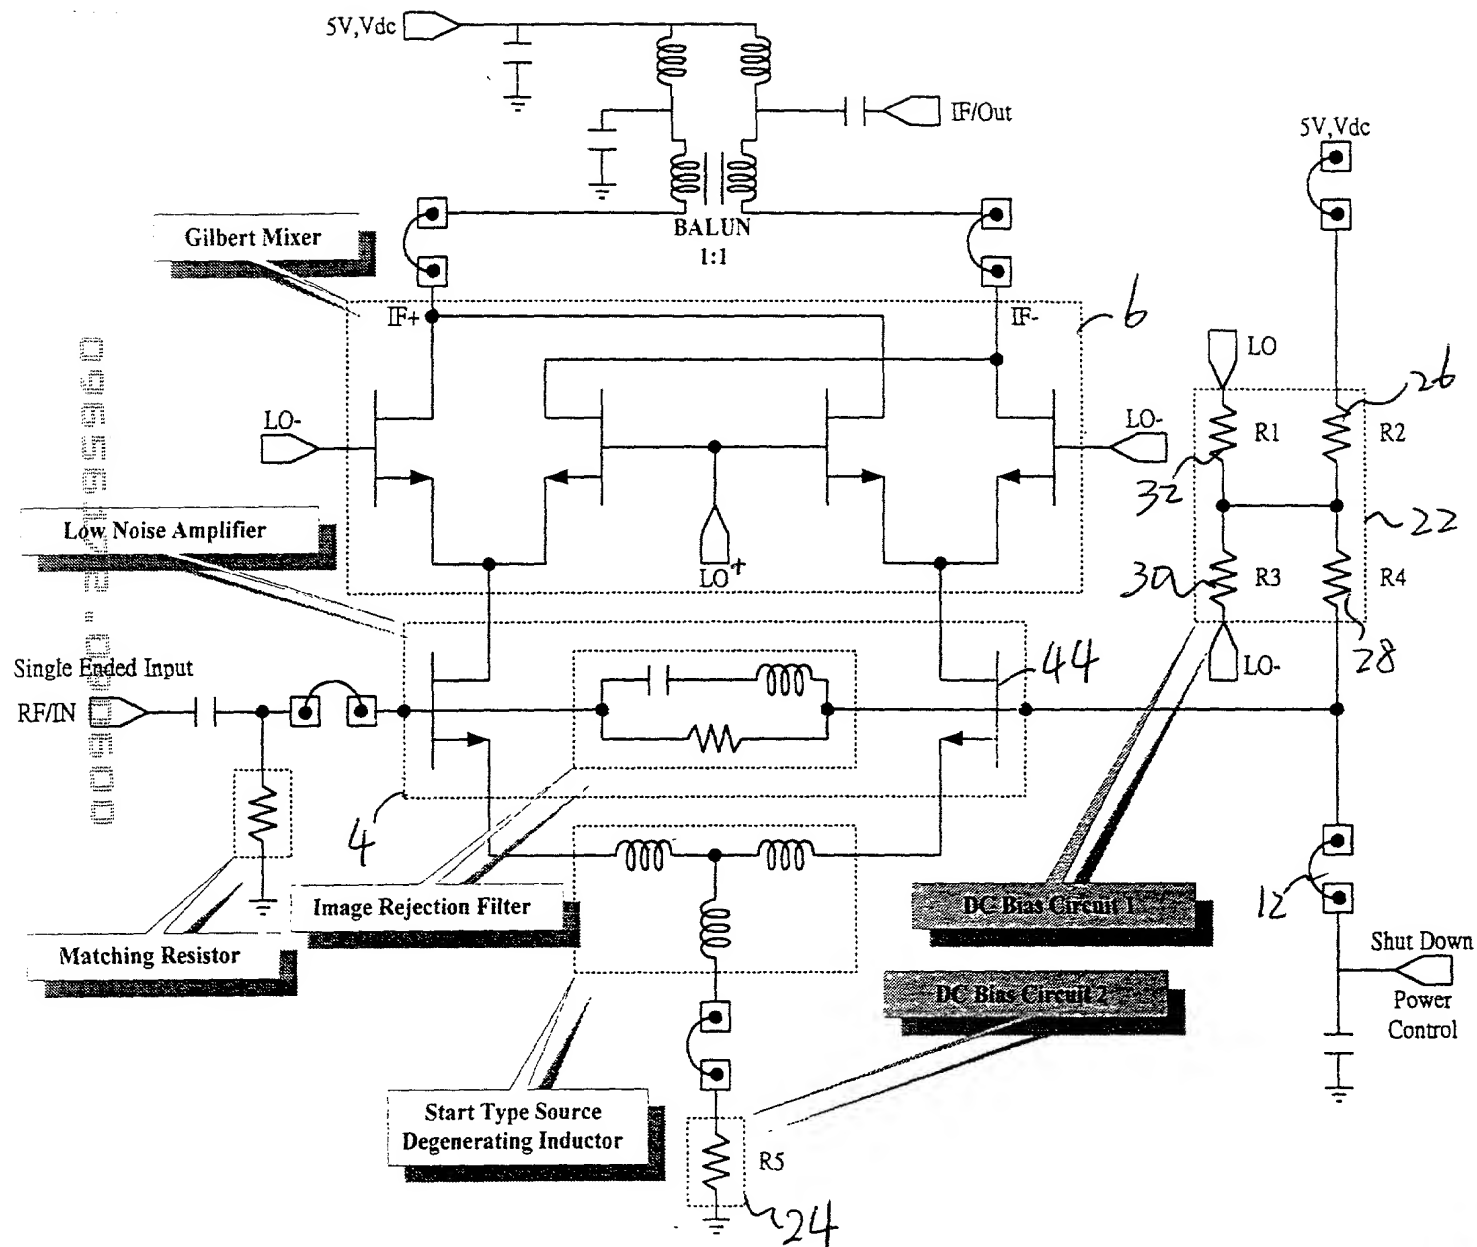 5V,Vdc
IF/Out
5V,Vdc
BALUN
1:1
Gilbert Mixer
IF+
IF-
6
LO
26
LO-
LO-
R1
R2
32
22
Low Noise Amplifier
LO+
30
R3
R4
28
LO-
44
Single Ended Input
RF/IN
4
Image Rejection Filter
DC Bias Circuit 1
12
Matching Resistor
Shut Down
Power
Control
DC Bias Circuit 2
Start Type Source
Degenerating Inductor
R5
24